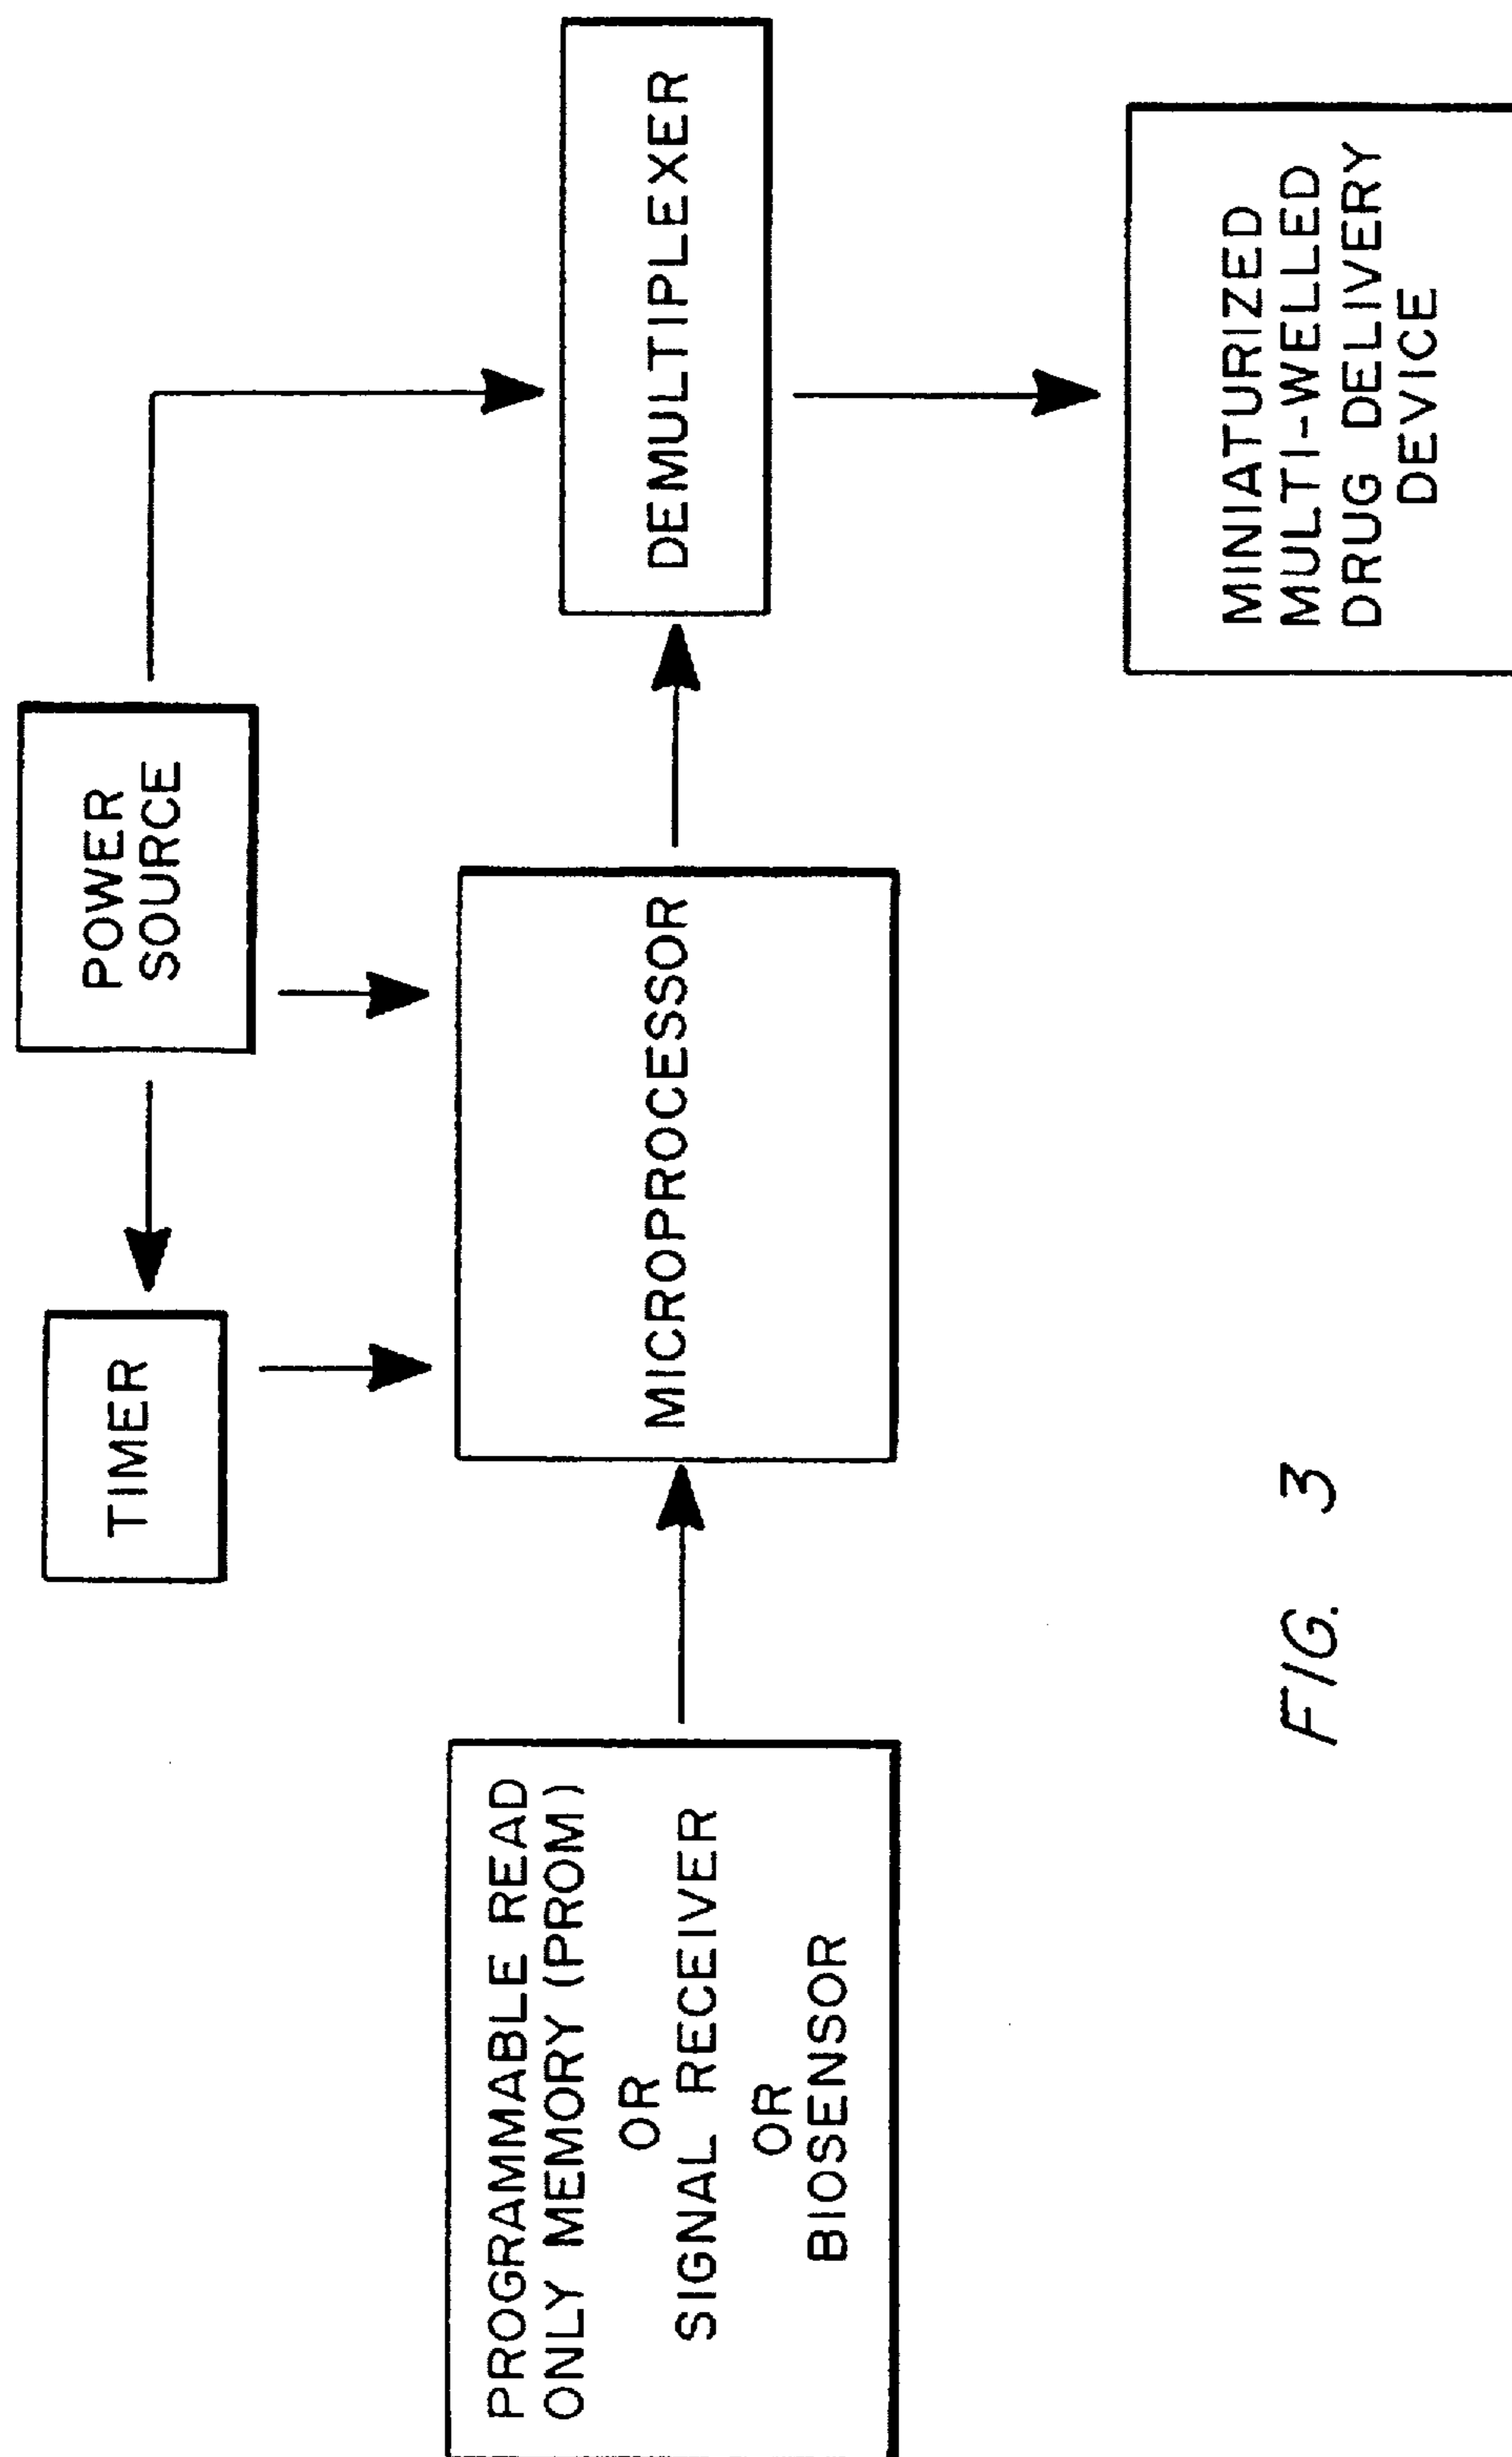 POWER
SOURCE
TIMER
PROGRAMMABLE READ
ONLY MEMORY (PROM)
OR
SIGNAL RECEIVER
OR
BIOSENSOR
MICROPROCESSOR
DEMULTIPLEXER
MINIATURIZED
MULTI-WELLED
DRUG DELIVERY
DEVICE
FIG. 3